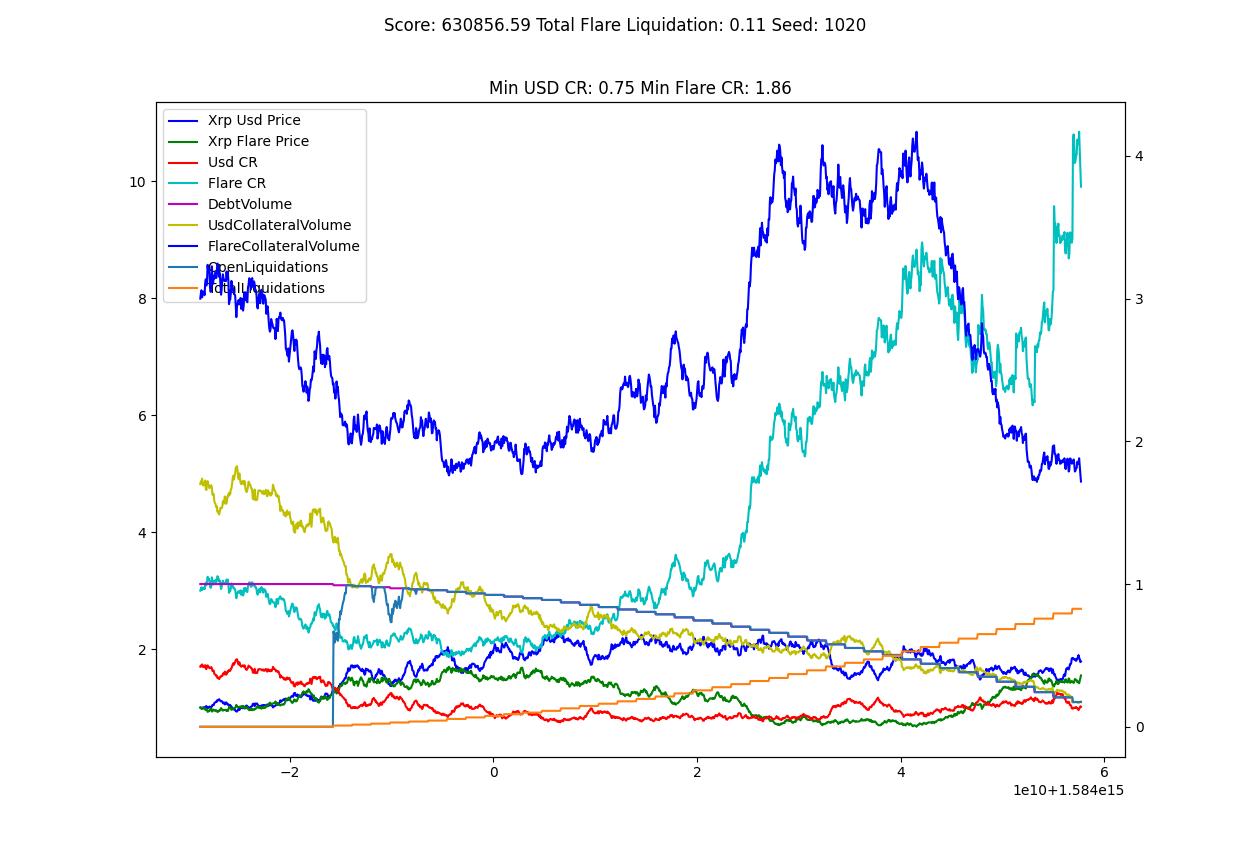 Score: 630856.59 Total Flare Liquidation: 0.11 Seed: 1020
Min USD CR: 0.75 Min Flare CR: 1.86
Xrp Usd Price
Xrp Flare Price
Usd CR
Flare CR
DebtVolume
UsdCollateralVolume
FlareCollateralVolume
OpenLiquidations
TotalLiquidations
10
8
6
4
2
4
3
2
1
0
−2
0
2
4
6
1e10+1.584e15